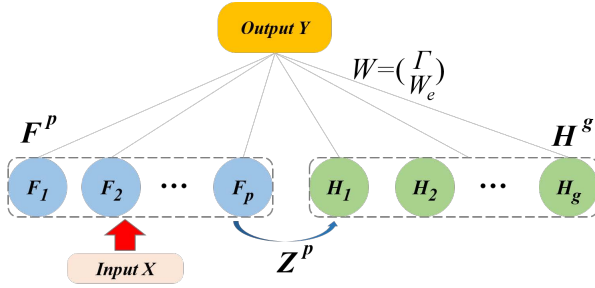 Output Y
W=(Γ
W_e)
F^p
H^g
F_1 F_2 ... F_p H_1 H_2 ... H_g
Input X
Z^p